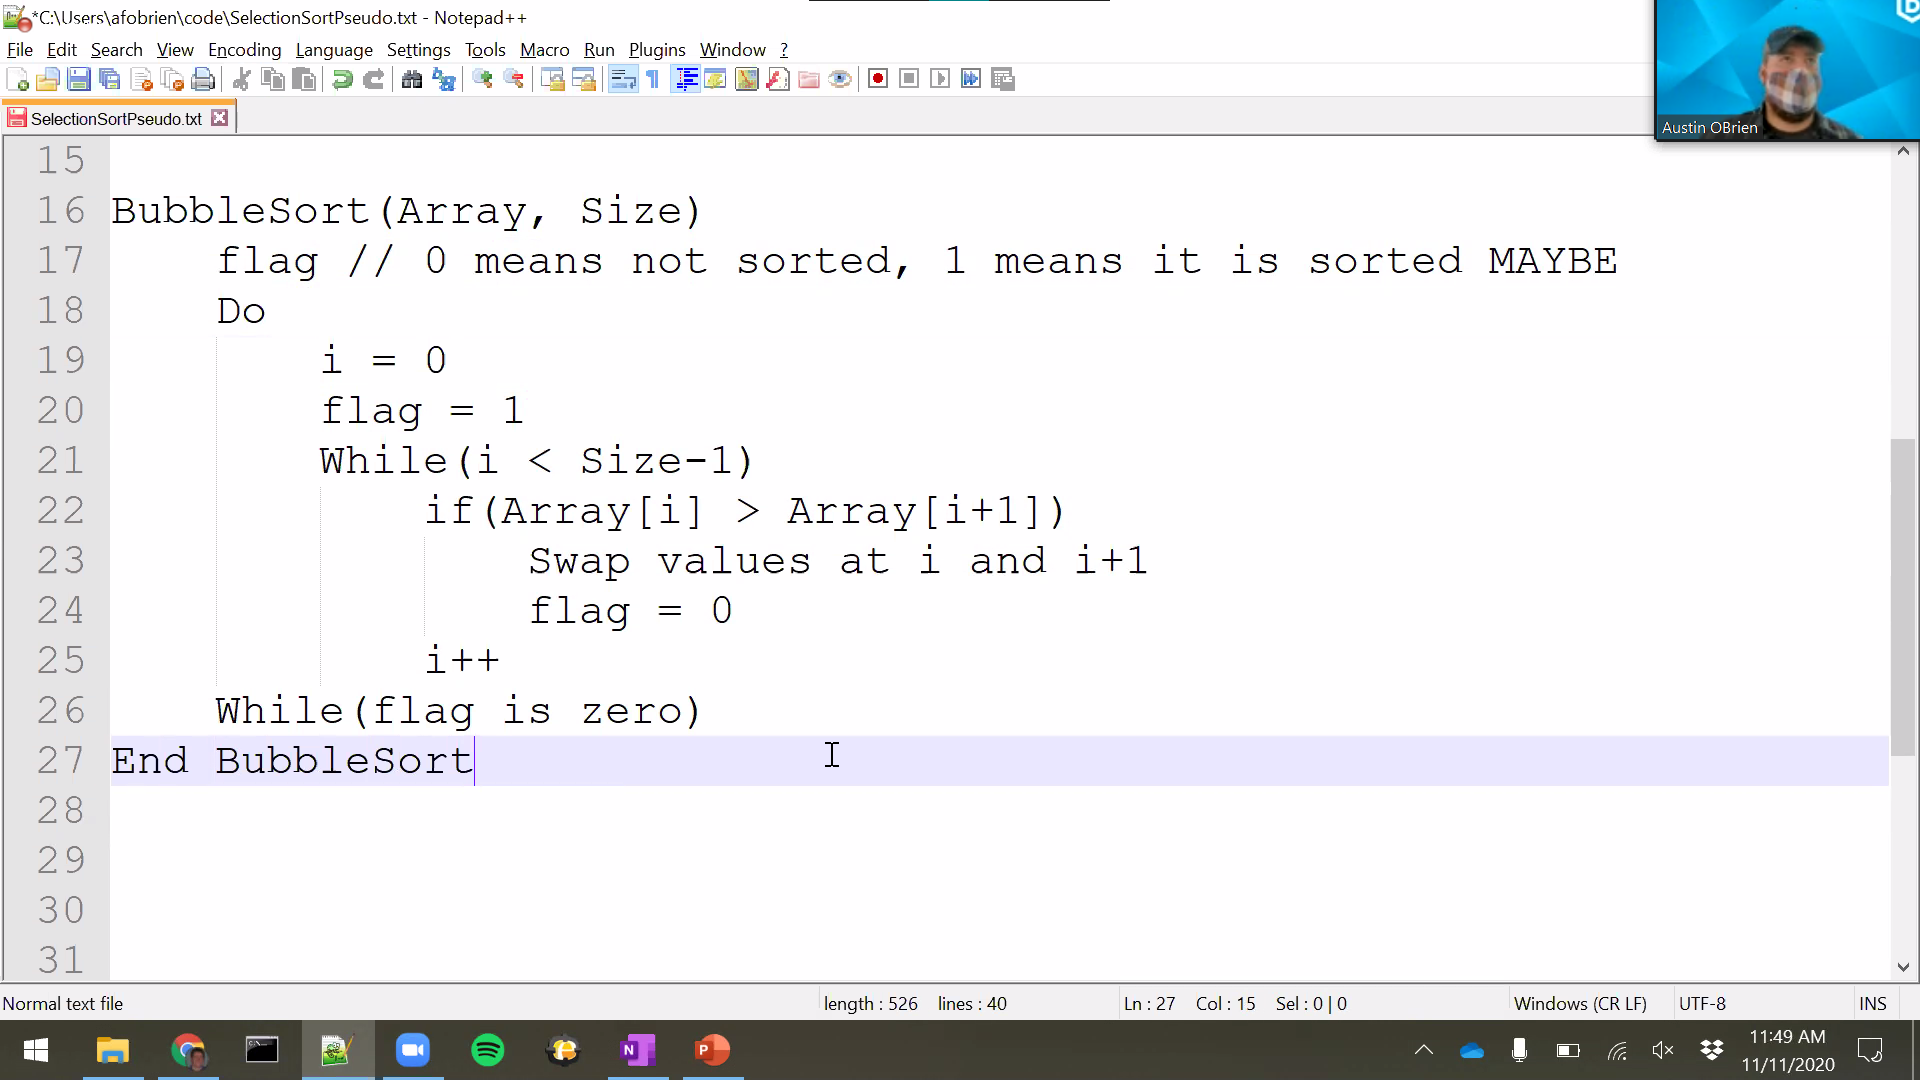 *C:\Users\afobrien\code\SelectionSortPseudo.txt - Notepad++
File Edit Search View Encoding Language Settings Tools Macro Run Plugins Window ?
SelectionSortPseudo.txt
Austin OBrien
15
16 BubbleSort(Array, Size)
17 flag // 0 means not sorted, 1 means it is sorted MAYBE
18 Do
19 i = 0
20 flag = 1
21 While(i < Size-1)
22 if(Array[i] > Array[i+1])
23 Swap values at i and i+1
24 flag = 0
25 i++
26 While(flag is zero)
27 End BubbleSort
28
29
30
31
Normal text file length : 526 lines : 40 Ln : 27 Col : 15 Sel : 0 | 0 Windows (CR LF) UTF-8 INS
11:49 AM
11/11/2020